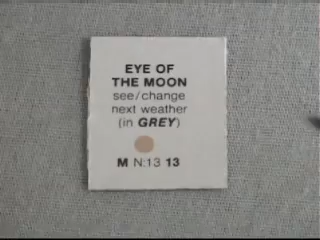 EYE OF
THE MOON
see/change
next weather
(in GREY)
M N:13 13